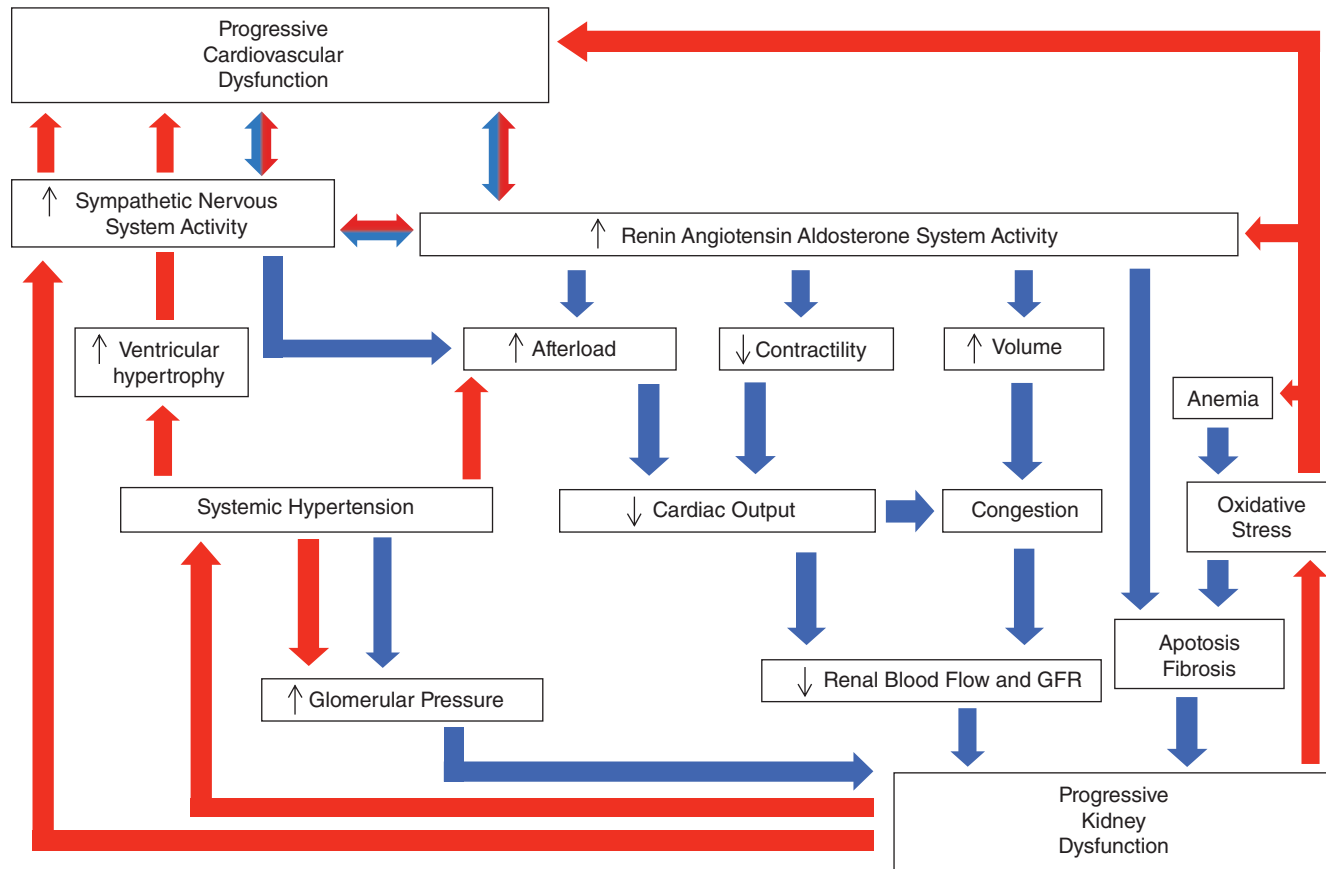 Progressive
Cardiovascular
Dysfunction
↑ Sympathetic Nervous
System Activity
↑ Renin Angiotensin Aldosterone System Activity
↑ Ventricular
hypertrophy
↑ Afterload
↓ Contractility
↑ Volume
Anemia
Systemic Hypertension
↓ Cardiac Output
Congestion
Oxidative
Stress
Apotosis
Fibrosis
↑ Glomerular Pressure
↓ Renal Blood Flow and GFR
Progressive
Kidney
Dysfunction